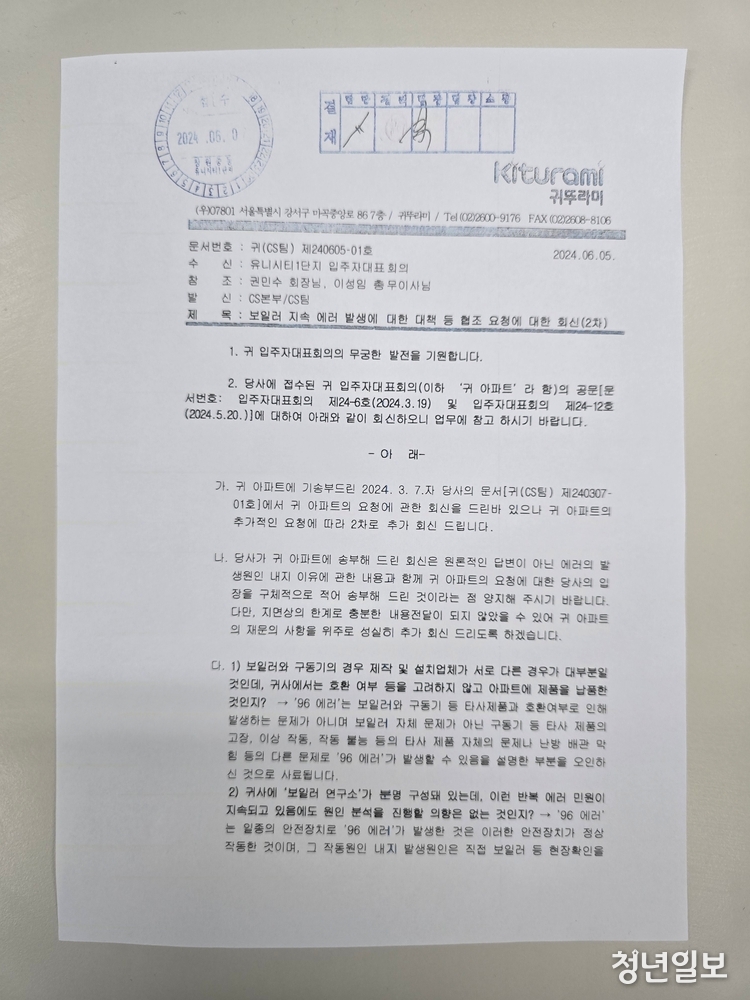 접수
2024 .06. 0
결 재
담 당 경 리 과 장 팀 장 소 장
Kiturami
귀뚜라미
(우)07801 서울특별시 강서구 마곡중앙로 86 7층 / 귀뚜라미 / Tel (02)2600-9176 FAX (02)2608-8106
문서번호 : 귀(CS팀) 제240605-01호
2024.06.05.
수 신 : 유니시티1단지 입주자대표회의
참 조 : 권민수 회장님, 이성임 총무이사님
발 신 : CS본부/CS팀
제 목 : 보일러 지속 에러 발생에 대한 대책 등 협조 요청에 대한 회신(2차)
1. 귀 입주자대표회의의 무궁한 발전을 기원합니다.
2. 당사에 접수된 귀 입주자대표회의(이하 '귀 아파트' 라 함)의 공문[문
서번호: 입주자대표회의 제24-6호(2024.3.19) 및 입주자대표회의 제24-12호
(2024.5.20.)]에 대하여 아래와 같이 회신하오니 업무에 참고 하시기 바랍니다.
- 아 래-
가. 귀 아파트에 기송부드린 2024. 3. 7.자 당사의 문서[귀(CS팀) 제240307-
01호]에서 귀 아파트의 요청에 관한 회신을 드린바 있으나 귀 아파트의
추가적인 요청에 따라 2차로 추가 회신 드립니다.
나. 당사가 귀 아파트에 송부해 드린 회신은 원론적인 답변이 아닌 에러의 발
생원인 내지 이유에 관한 내용과 함께 귀 아파트의 요청에 대한 당사의 입
장을 구체적으로 적어 송부해 드린 것이라는 점 양지해 주시기 바랍니다.
다만, 지면상의 한계로 충분한 내용전달이 되지 않았을 수 있어 귀 아파트
의 재문의 사항을 위주로 성실히 추가 회신 드리도록 하겠습니다.
다. 1) 보일러와 구동기의 경우 제작 및 설치업체가 서로 다른 경우가 대부분일
것인데, 귀사에서는 호환 여부 등을 고려하지 않고 아파트에 제품을 납품한
것인지? → '96 에러'는 보일러와 구동기 등 타사제품과 호환여부로 인해
발생하는 문제가 아니며 보일러 자체 문제가 아닌 구동기 등 타사 제품의
고장, 이상 작동, 작동 불능 등의 타사 제품 자체의 문제나 난방 배관 막
힘 등의 다른 문제로 '96 에러'가 발생할 수 있음을 설명한 부분을 오인하
신 것으로 사료됩니다.
2) 귀사에 '보일러 연구소'가 분명 구성돼 있는데, 이런 반복 에러 민원이
지속되고 있음에도 원인 분석을 진행할 의향은 없는 것인지? → '96 에러'
는 일종의 안전장치로 '96 에러'가 발생한 것은 이러한 안전장치가 정상
작동한 것이며, 그 작동원인 내지 발생원인은 직접 보일러 등 현장확인을
청년일보